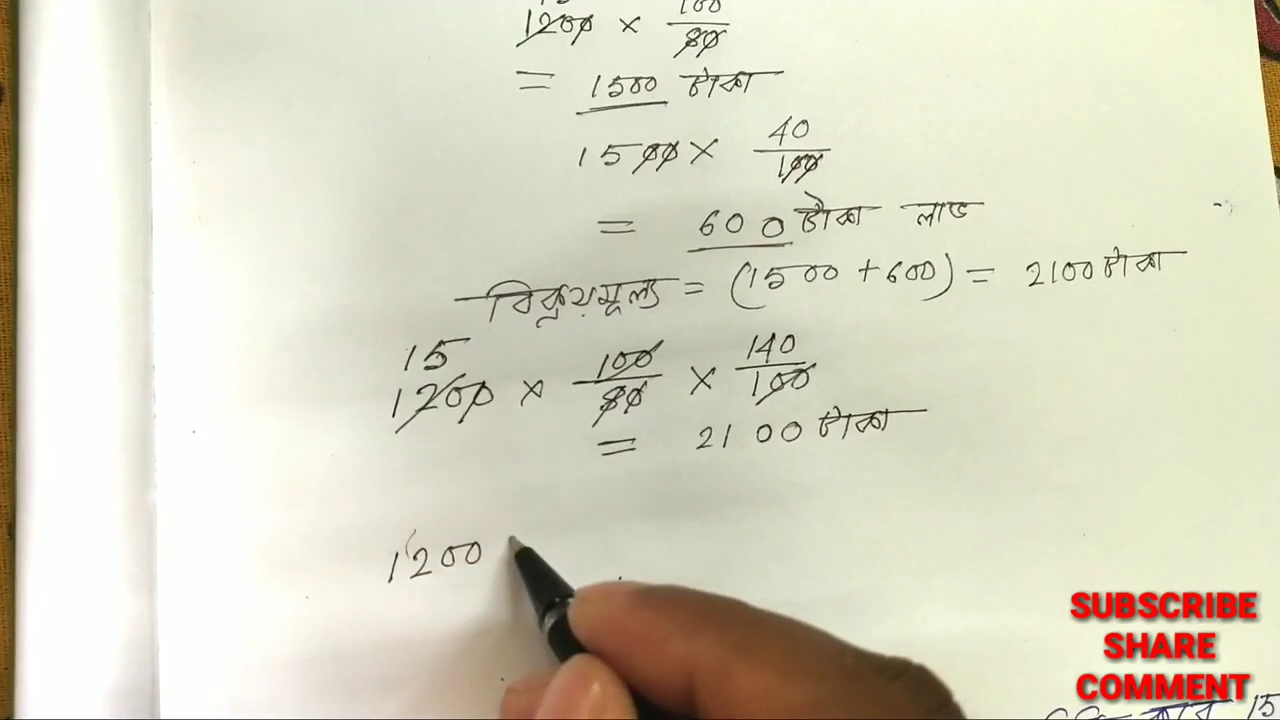 1200 × 100/80
= 1500 টাকা
1500 × 40/100
= 600 টাকা লাভ
বিক্রয়মূল্য = (1500 + 600) = 2100 টাকা
15
1200 × 100/80 × 140/100
= 2100 টাকা
1200
SUBSCRIBE
SHARE
COMMENT
15